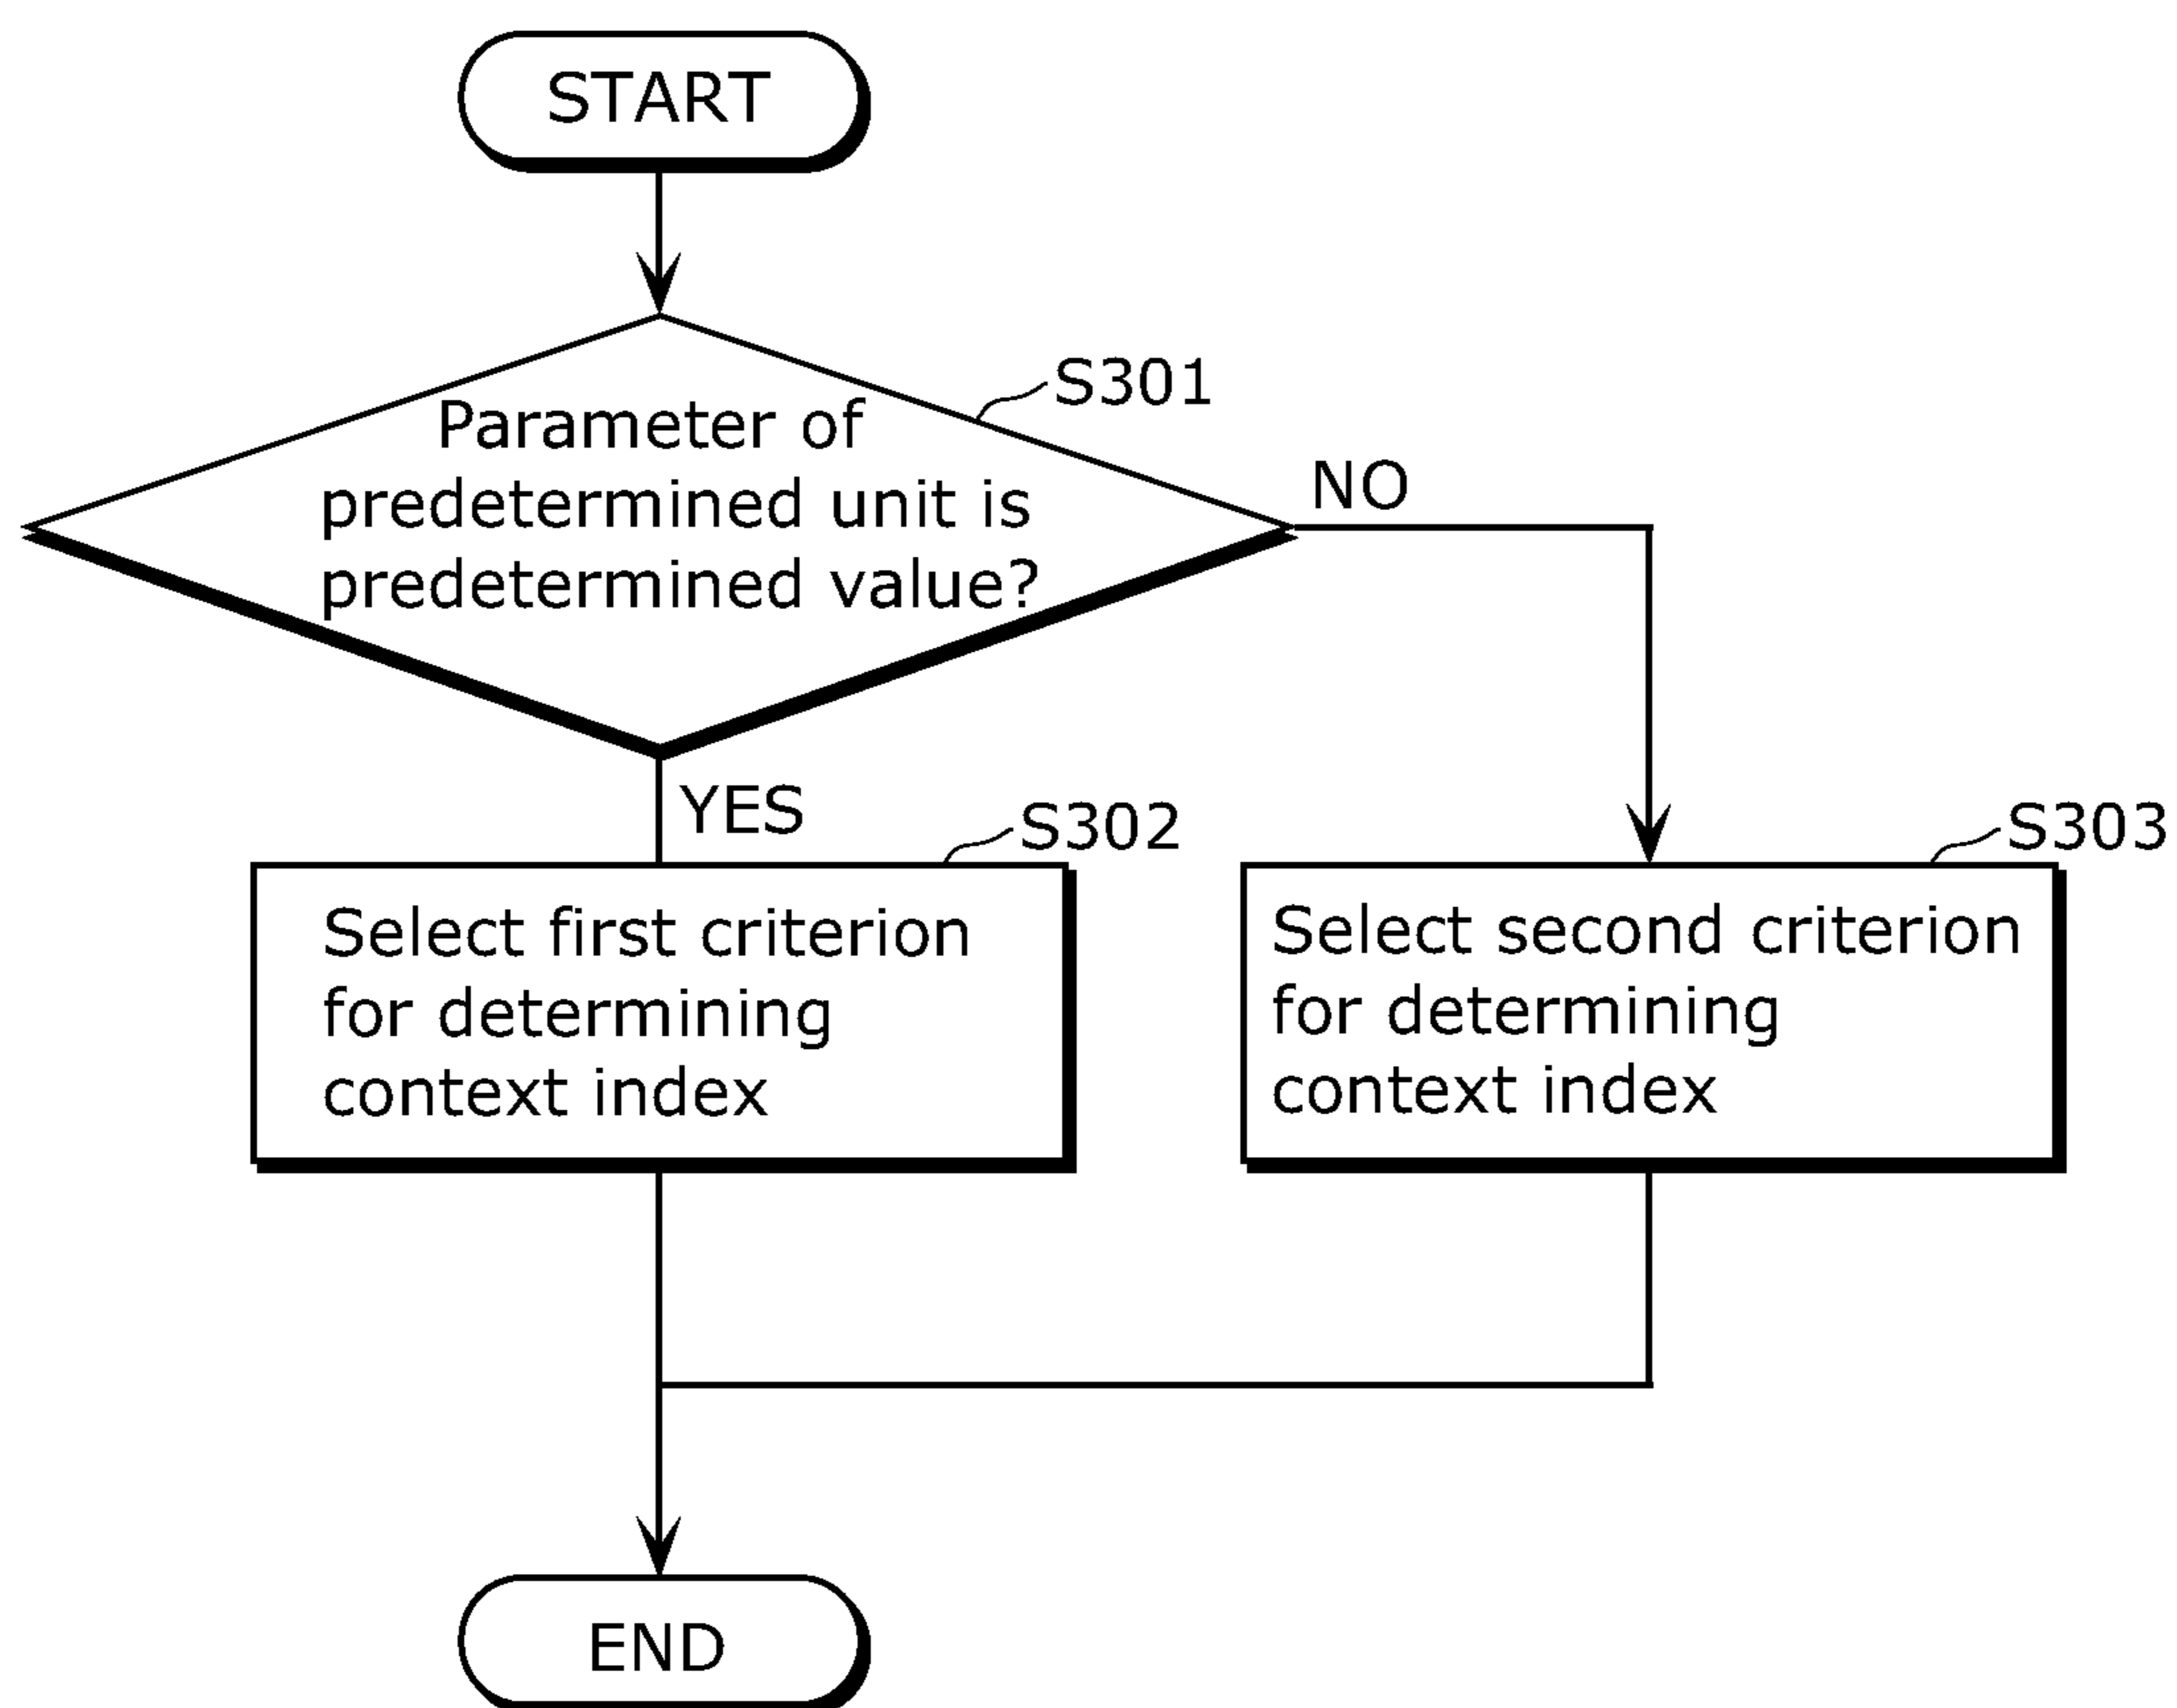 START
S301
Parameter of
predetermined unit is
predetermined value?
NO
YES
S302
Select first criterion
for determining
context index
S303
Select second criterion
for determining
context index
END